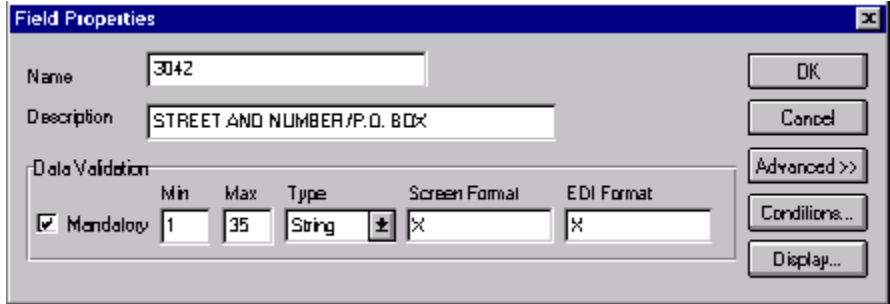 Field Properties
Name 3042 OK
Description STREET AND NUMBER/P.O. BOX Cancel
Data Validation Advanced >>
Min Max Type Screen Format EDI Format
Mandatory 1 35 String X X Conditions...
Display...